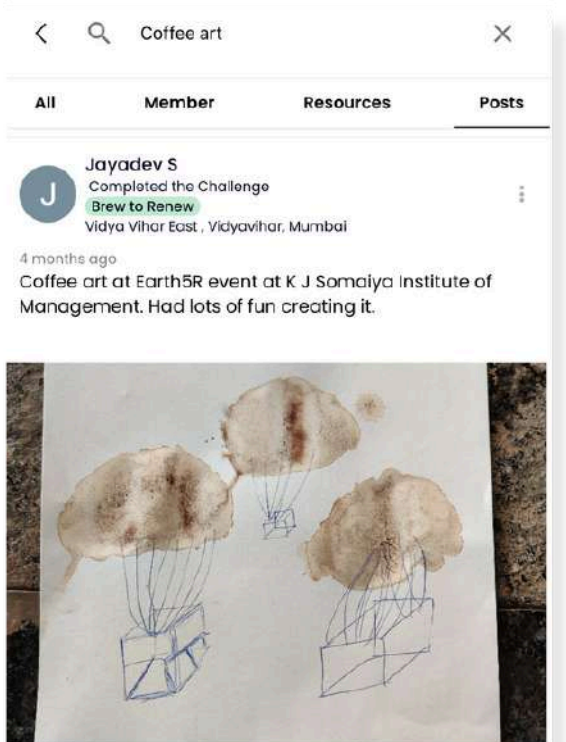 Coffee art
All Member Resources Posts
J
Jayadev S
Completed the Challenge
Brew to Renew
Vidya Vihar East , Vidyavihar, Mumbai
4 months ago
Coffee art at Earth5R event at K J Somaiya Institute of
Management. Had lots of fun creating it.